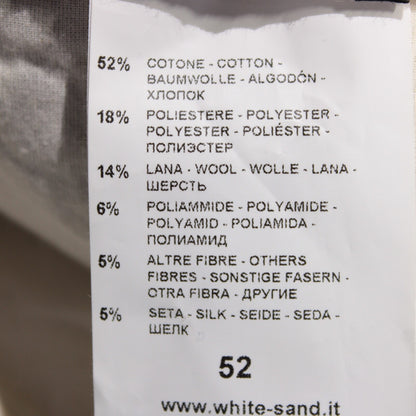 52% COTONE - COTTON -
BAUMWOLLE - ALGODÓN -
ХЛОПОК
18% POLIESTERE - POLYESTER -
POLYESTER - POLIÉSTER -
ПОЛИЭСТЕР
14% LANA - WOOL - WOLLE - LANA -
ШЕРСТЬ
6% POLIAMMIDE - POLYAMIDE -
POLYAMID - POLIAMIDA -
ПОЛИАМИД
5% ALTRE FIBRE - OTHERS
FIBRES - SONSTIGE FASERN -
OTRA FIBRA - ДРУГИЕ
5% SETA - SILK - SEIDE - SEDA -
ШЕЛК
52
www.white-sand.it